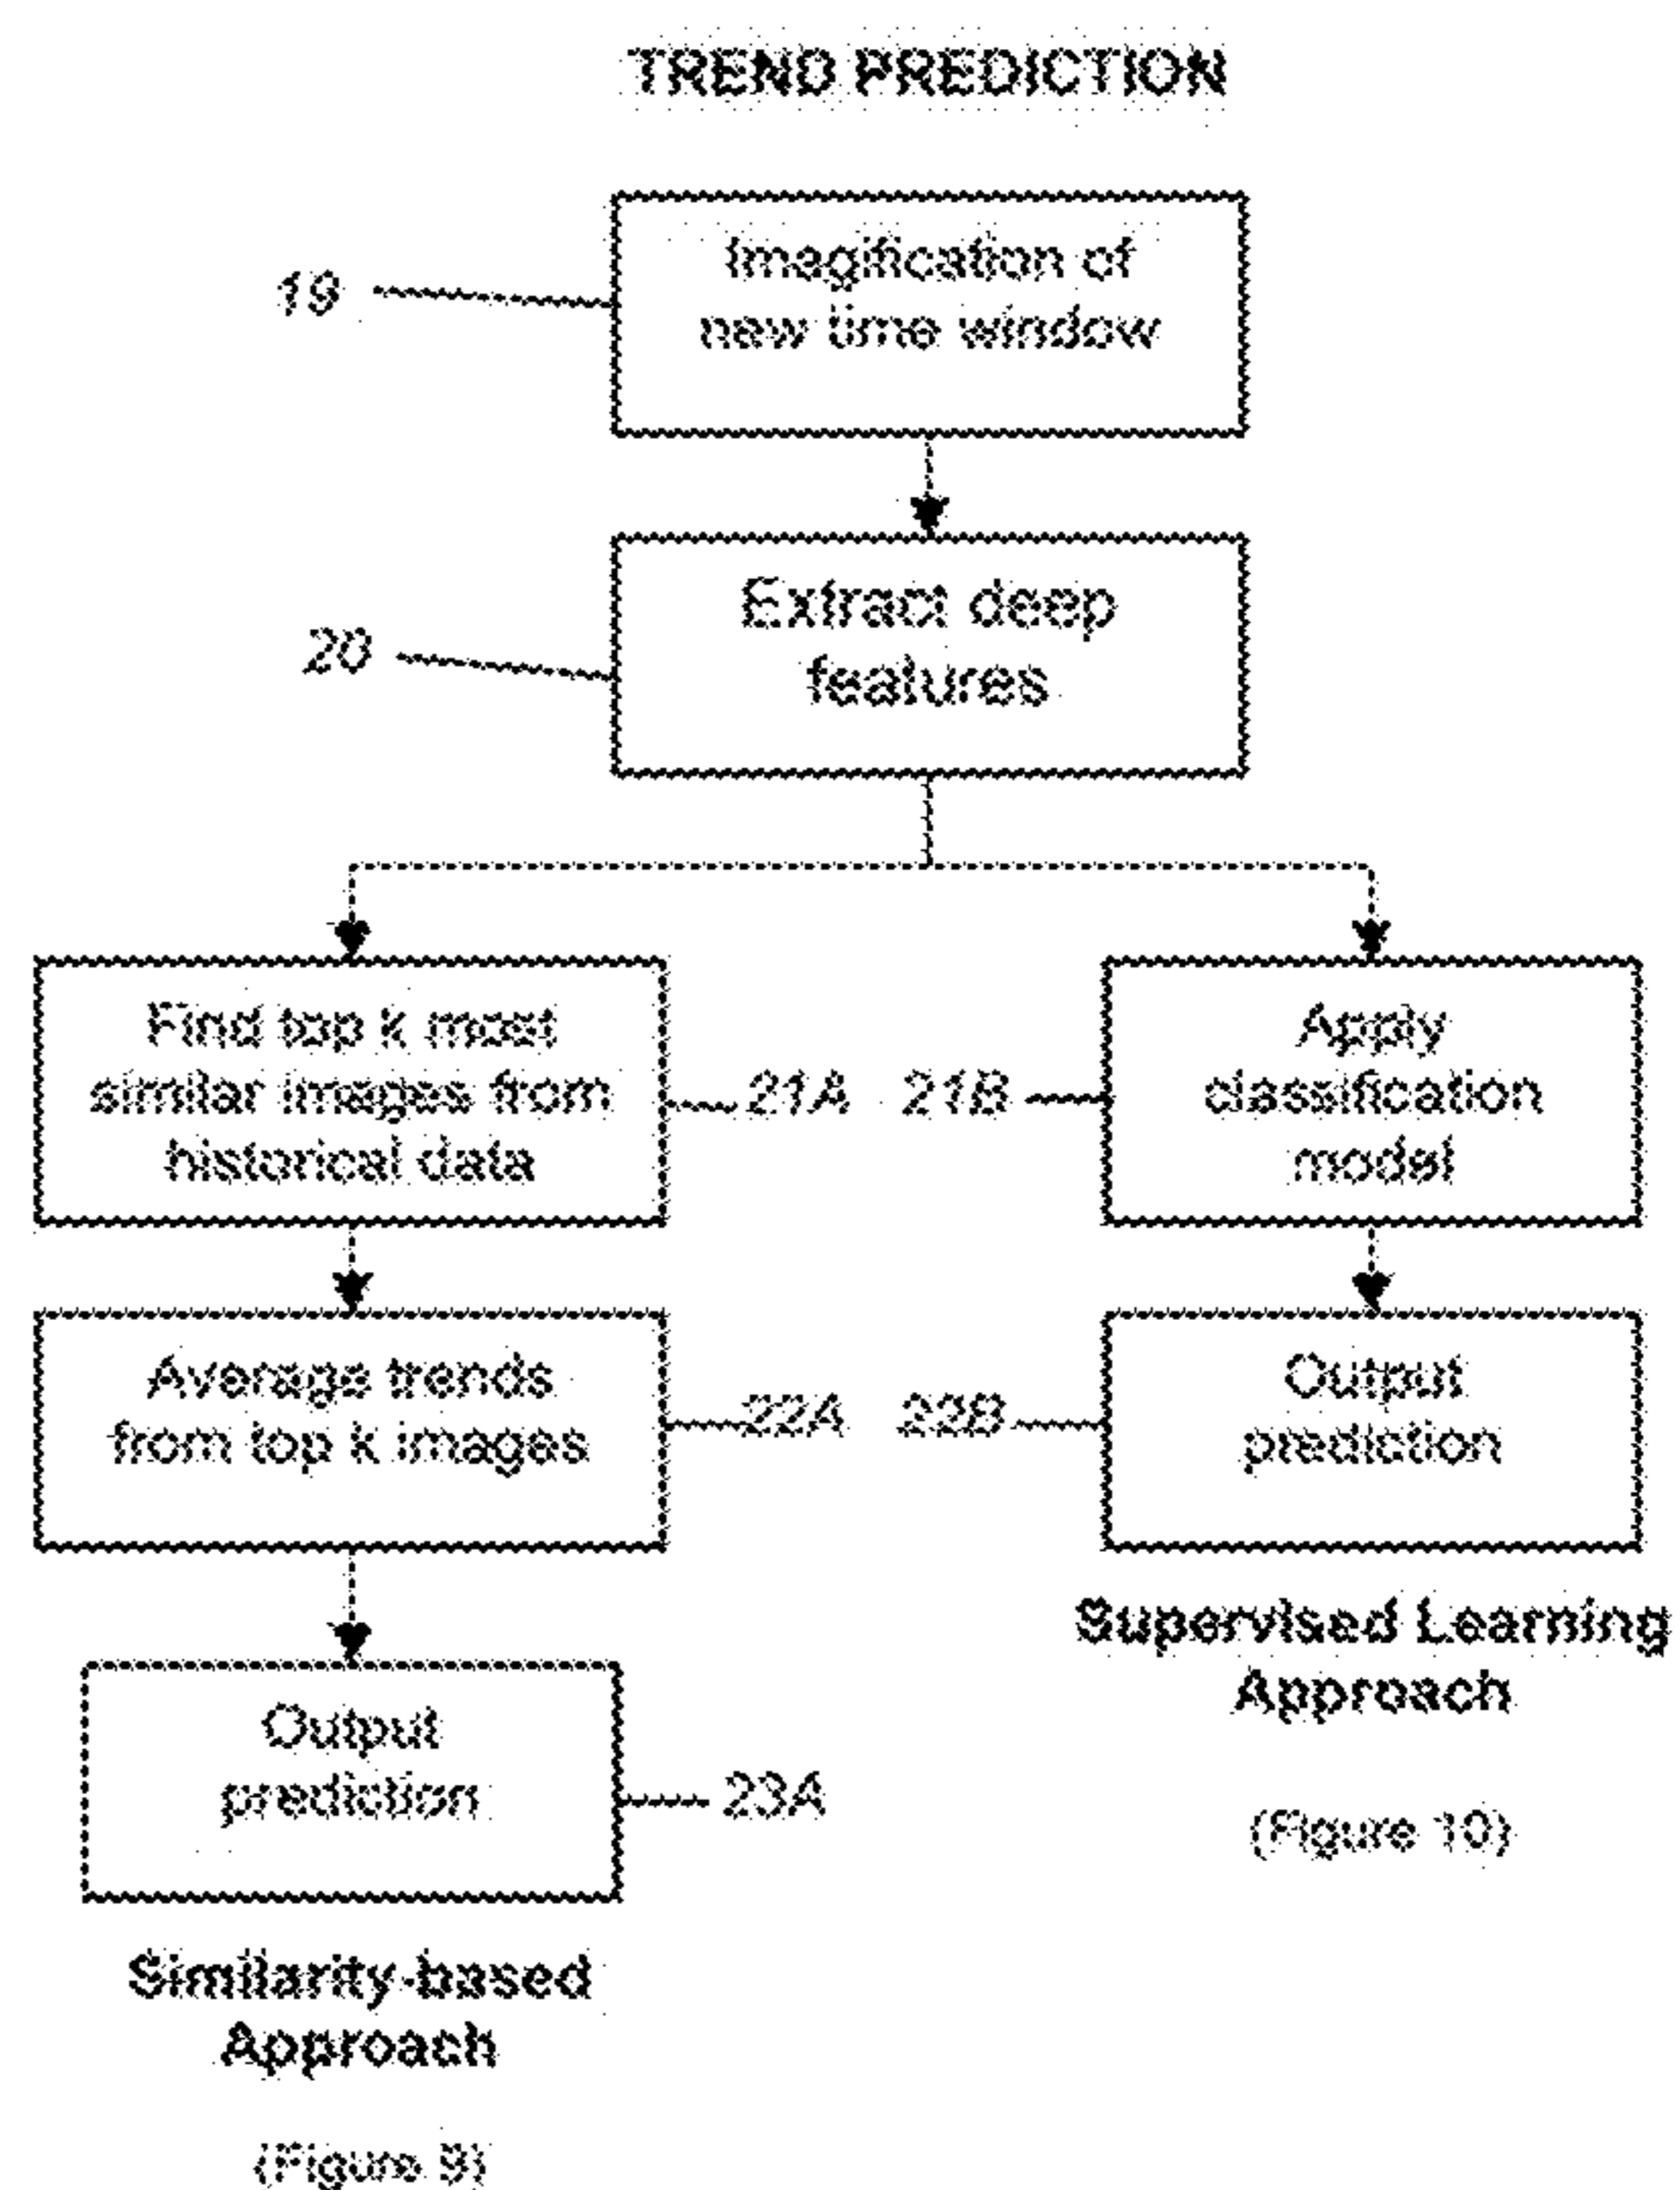 TREND PREDICTION
19
Imagification of
new time window
20
Extract deep
features
Find top k most
similar images from
historical data
21A
21B
Apply
classification
model
Average trends
from top k images
22A
22B
Output
prediction
Supervised Learning
Approach
(Figure 10)
Output
prediction
23A
Similarity-based
Approach
(Figure 9)